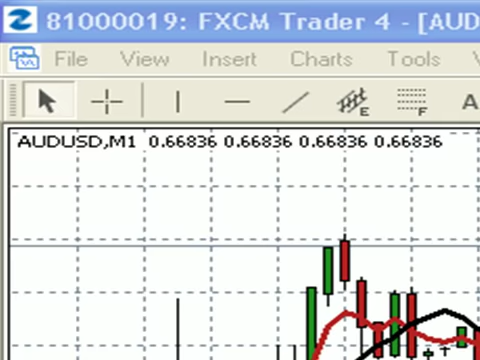 81000019: FXCM Trader 4 - [AUD
File View Insert Charts Tools
E F A
AUDUSD,M1 0.66836 0.66836 0.66836 0.66836